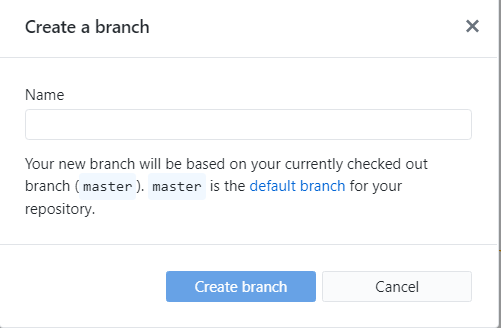 Create a branch
Name
Your new branch will be based on your currently checked out
branch (master). master is the default branch for your
repository.
Create branch
Cancel